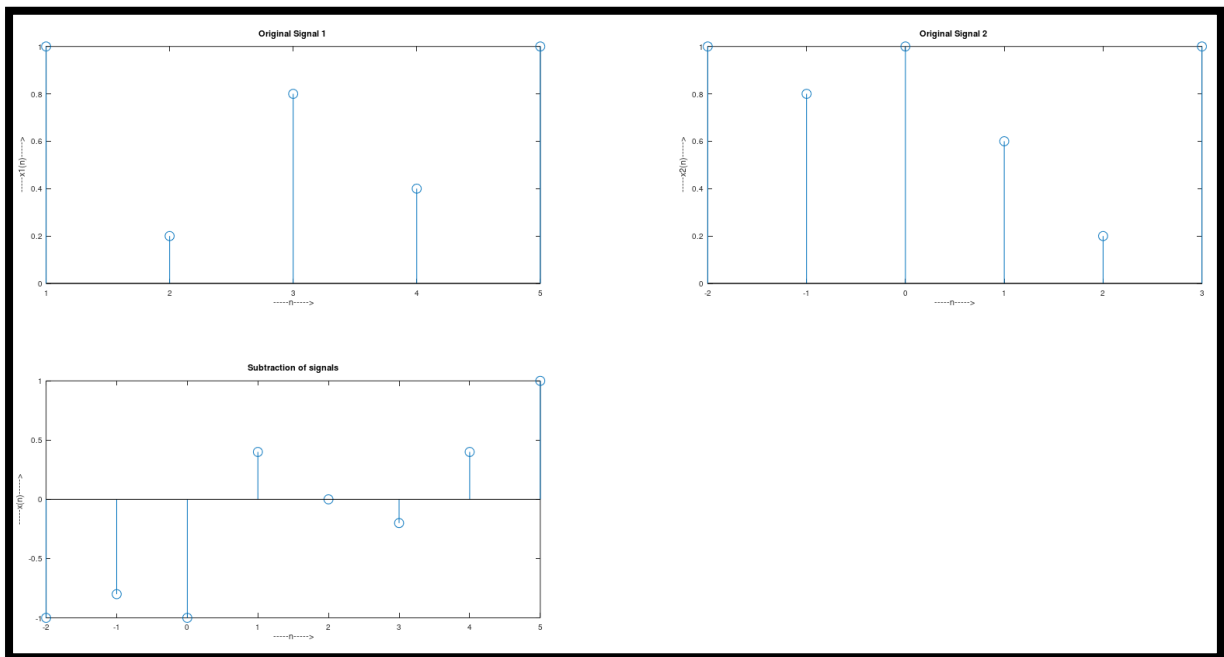 Original Signal 1
1
0.8
0.6
0.4
0.2
0
-----x1(n)----->
1 2 3 4 5
-----n----->
Original Signal 2
1
0.8
0.6
0.4
0.2
0
-----x2(n)----->
-2 -1 0 1 2 3
-----n----->
Subtraction of signals
1
0.5
0
-0.5
-1
-----x(n)----->
-2 -1 0 1 2 3 4 5
-----n----->